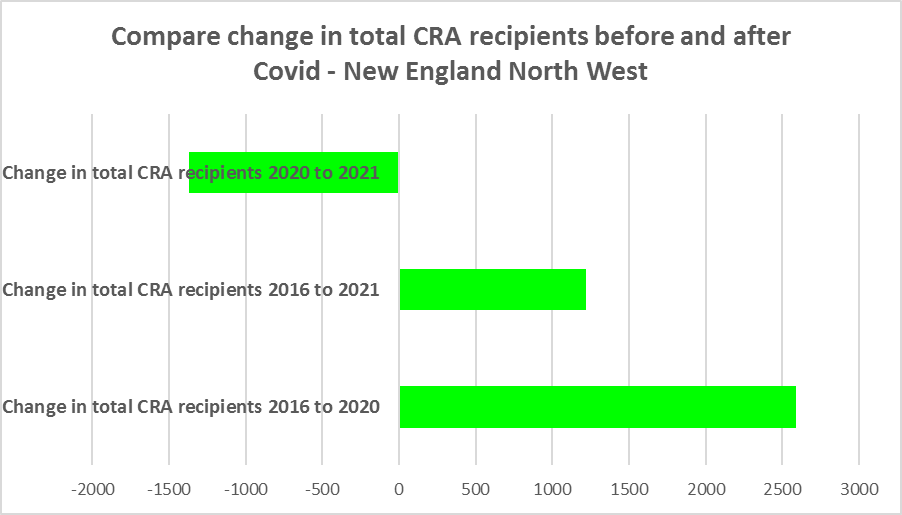 Compare change in total CRA recipients before and after
Covid - New England North West
Change in total CRA recipients 2020 to 2021
Change in total CRA recipients 2016 to 2021
Change in total CRA recipients 2016 to 2020
-2000 -1500 -1000 -500 0 500 1000 1500 2000 2500 3000